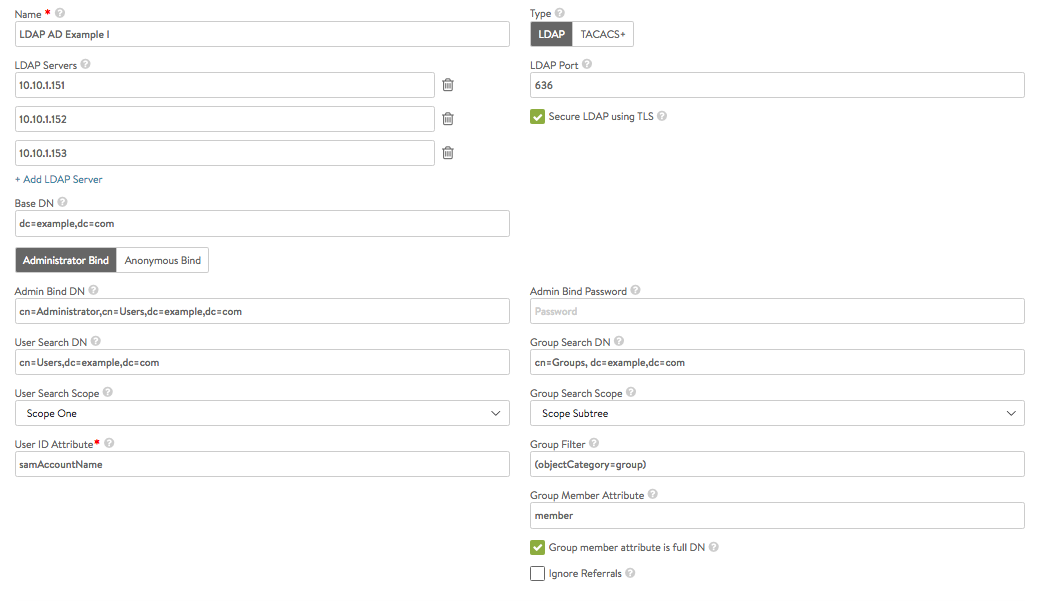 Name * ?
LDAP AD Example I
Type ?
LDAP TACACS+
LDAP Servers ?
10.10.1.151
10.10.1.152
10.10.1.153
+ Add LDAP Server
LDAP Port ?
636
Secure LDAP using TLS ?
Base DN ?
dc=example,dc=com
Administrator Bind Anonymous Bind
Admin Bind DN ?
cn=Administrator,cn=Users,dc=example,dc=com
Admin Bind Password ?
Password
User Search DN ?
cn=Users,dc=example,dc=com
Group Search DN ?
cn=Groups, dc=example,dc=com
User Search Scope ?
Scope One
Group Search Scope ?
Scope Subtree
User ID Attribute* ?
samAccountName
Group Filter ?
(objectCategory=group)
Group Member Attribute ?
member
Group member attribute is full DN ?
Ignore Referrals ?